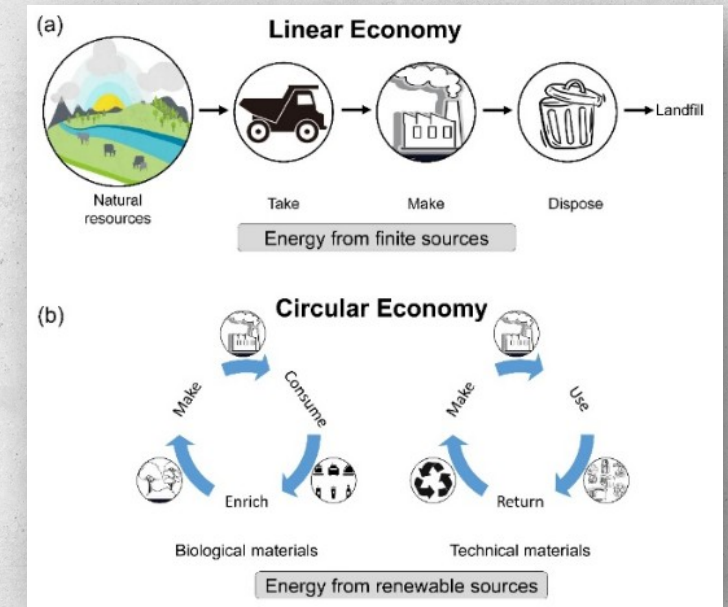 (a)
Linear Economy
Landfill
Natural
resources
Take
Make
Dispose
Energy from finite sources
(b)
Circular Economy
Make
Consume
Enrich
Biological materials
Make
Use
Return
Technical materials
Energy from renewable sources